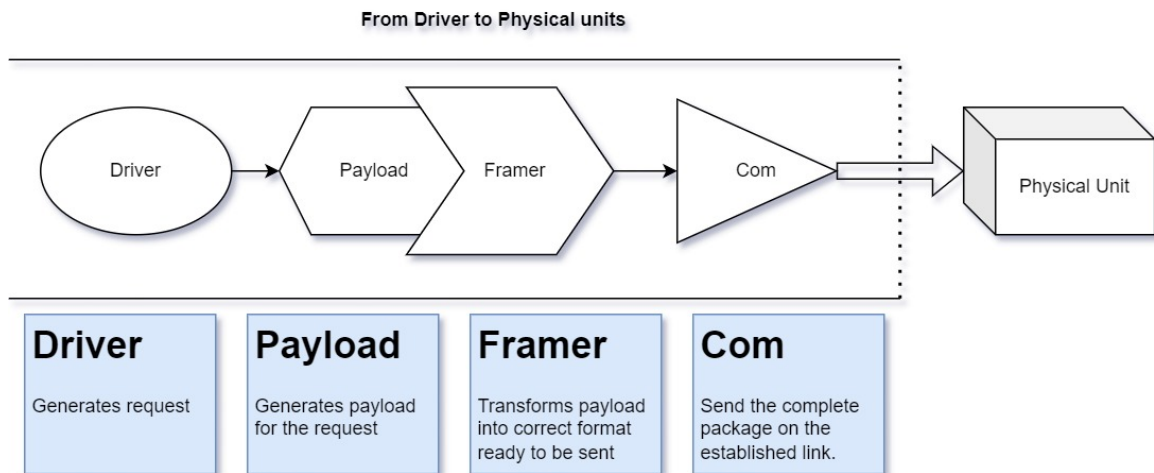 From Driver to Physical units
Driver
Payload
Framer
Com
Physical Unit
Driver
Generates request
Payload
Generates payload
for the request
Framer
Transforms payload
into correct format
ready to be sent
Com
Send the complete
package on the
established link.